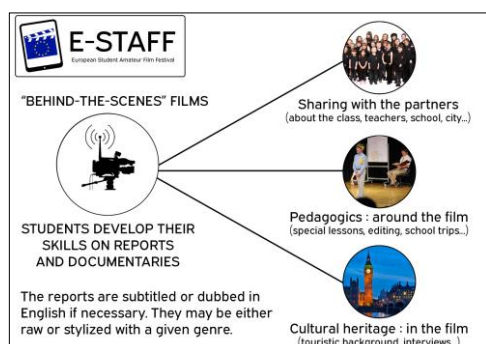 E-STAFF
European Student Amateur Film Festival
“BEHIND-THE-SCENES” FILMS
STUDENTS DEVELOP THEIR
SKILLS ON REPORTS
AND DOCUMENTARIES
The reports are subtitled or dubbed in
English if necessary. They may be either
raw or stylized with a given genre.
Sharing with the partners
(about the class, teachers, school, city...)
Pedagogics : around the film
(special lessons, editing, school trips...)
Cultural heritage : in the film
(touristic background, interviews...)